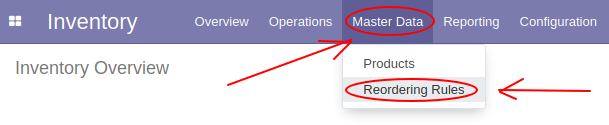 Inventory Overview Operations Master Data Reporting Configuration
Products
Inventory Overview
Reordering Rules